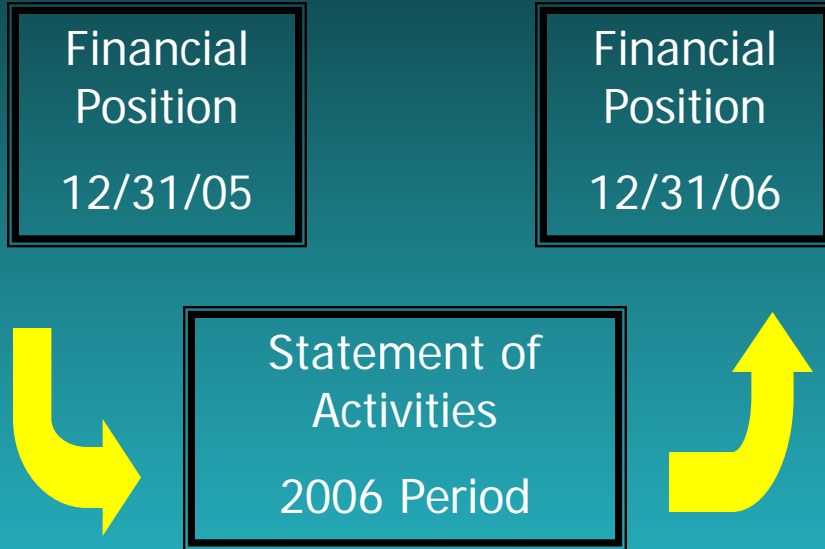 Financial
Position
12/31/05
Financial
Position
12/31/06
Statement of
Activities
2006 Period